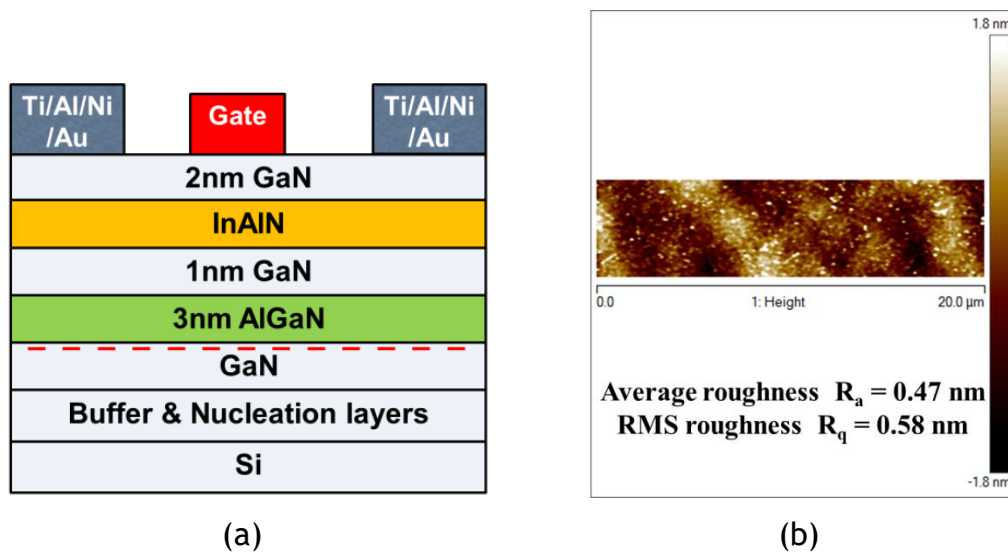 Ti/Al/Ni
/Au
Gate
Ti/Al/Ni
/Au
2nm GaN
InAlN
1nm GaN
3nm AlGaN
GaN
Buffer & Nucleation layers
Si
(a)
1.8 nm
0.0 1: Height 20.0 µm
Average roughness Rₐ = 0.47 nm
RMS roughness R_q = 0.58 nm
-1.8 nm
(b)